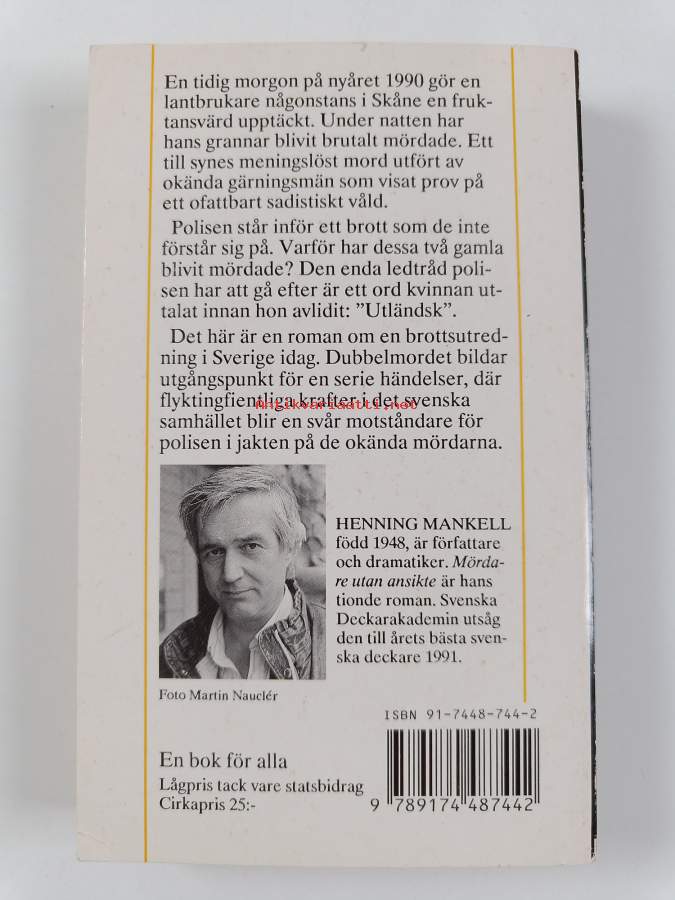 En tidig morgon på nyåret 1990 gör en
lantbrukare någonstans i Skåne en fruk-
tansvärd upptäckt. Under natten har
hans grannar blivit brutalt mördade. Ett
till synes meningslöst mord utfört av
okända gärningsmän som visat prov på
ett ofattbart sadistiskt våld.
Polisen står inför ett brott som de inte
förstår sig på. Varför har dessa två gamla
blivit mördade? Den enda ledtråd poli-
sen har att gå efter är ett ord kvinnan ut-
talat innan hon avlidit: ”Utländsk”.
Det här är en roman om en brottsutred-
ning i Sverige idag. Dubbelmordet bildar
utgångspunkt för en serie händelser, där
flyktingfientliga krafter i det svenska
Antikvariaatti.net
samhället blir en svår motståndare för
polisen i jakten på de okända mördarna.
HENNING MANKELL
född 1948, är författare
och dramatiker. Mörda-
re utan ansikte är hans
tionde roman. Svenska
Deckarakademin utsåg
den till årets bästa sven-
ska deckare 1991.
Foto Martin Nauclér
ISBN 91-7448-744-2
En bok för alla
Lågpris tack vare statsbidrag
Cirkapris 25:-
9 789174 487442